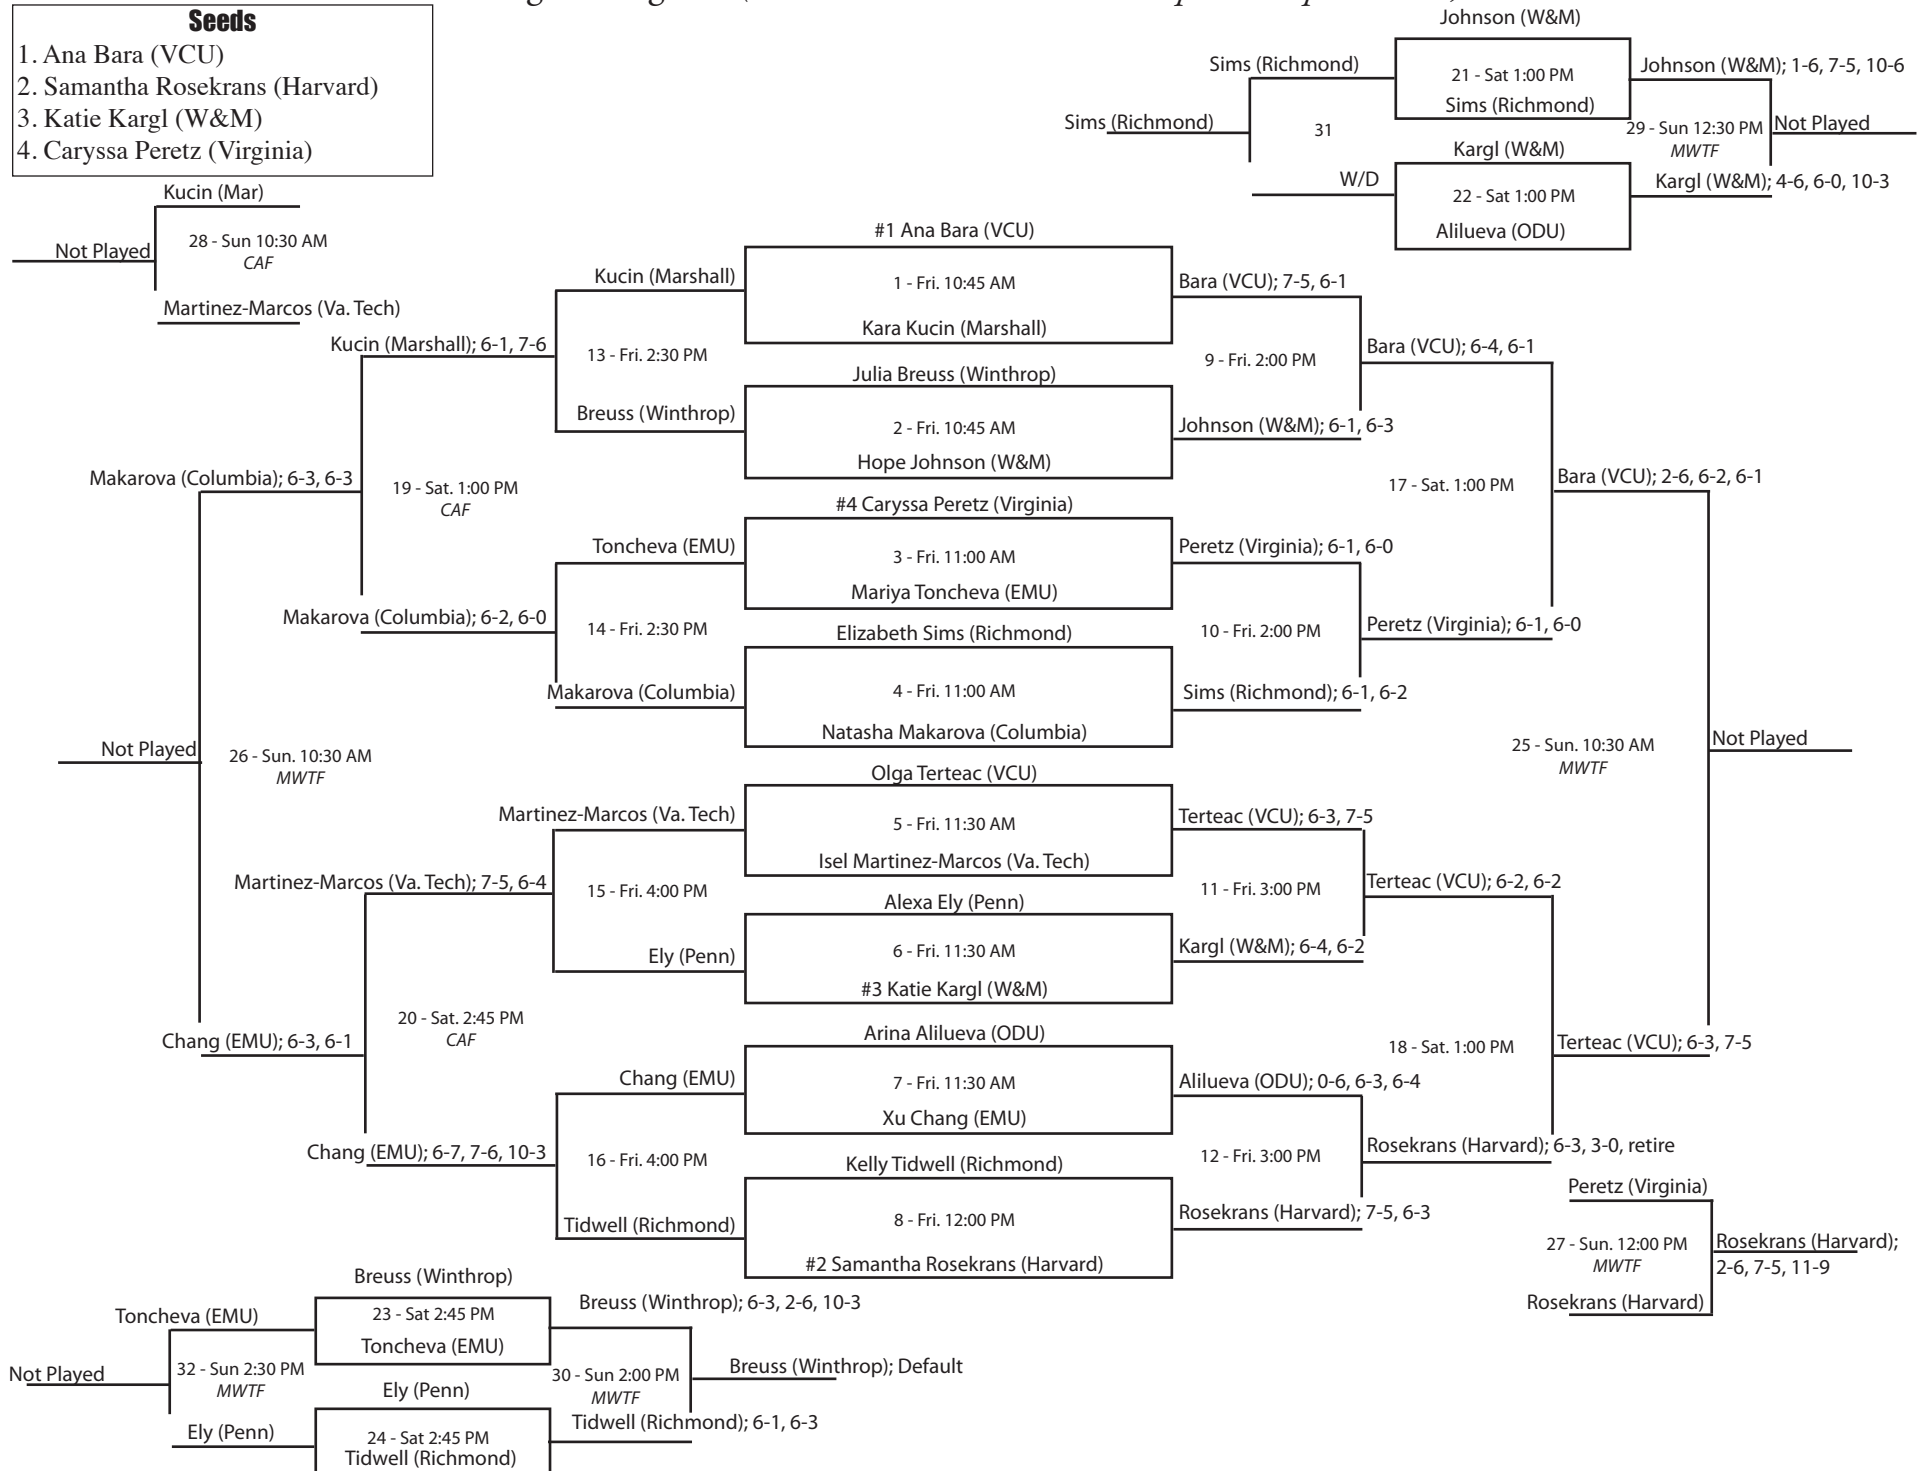 Seeds
1. Ana Bara (VCU)
2. Samantha Rosekrans (Harvard)
3. Katie Kargl (W&M)
4. Caryssa Peretz (Virginia)
Johnson (W&M)
Sims (Richmond)
21 - Sat 1:00 PM
Johnson (W&M); 1-6, 7-5, 10-6
Sims (Richmond)
Sims (Richmond)
31
29 - Sun 12:30 PM
MWTF
Not Played
Kargl (W&M)
W/D
22 - Sat 1:00 PM
Kargl (W&M); 4-6, 6-0, 10-3
Alilueva (ODU)
Kucin (Mar)
28 - Sun 10:30 AM
CAF
Not Played
Martinez-Marcos (Va. Tech)
#1 Ana Bara (VCU)
Kucin (Marshall)
1 - Fri. 10:45 AM
Bara (VCU); 7-5, 6-1
Kara Kucin (Marshall)
Kucin (Marshall); 6-1, 7-6
13 - Fri. 2:30 PM
9 - Fri. 2:00 PM
Bara (VCU); 6-4, 6-1
Julia Breuss (Winthrop)
Breuss (Winthrop)
2 - Fri. 10:45 AM
Johnson (W&M); 6-1, 6-3
Hope Johnson (W&M)
Makarova (Columbia); 6-3, 6-3
19 - Sat. 1:00 PM
CAF
17 - Sat. 1:00 PM
Bara (VCU); 2-6, 6-2, 6-1
#4 Caryssa Peretz (Virginia)
Toncheva (EMU)
3 - Fri. 11:00 AM
Peretz (Virginia); 6-1, 6-0
Mariya Toncheva (EMU)
Makarova (Columbia); 6-2, 6-0
14 - Fri. 2:30 PM
10 - Fri. 2:00 PM
Peretz (Virginia); 6-1, 6-0
Elizabeth Sims (Richmond)
Makarova (Columbia)
4 - Fri. 11:00 AM
Sims (Richmond); 6-1, 6-2
Natasha Makarova (Columbia)
Not Played
26 - Sun. 10:30 AM
MWTF
25 - Sun. 10:30 AM
MWTF
Not Played
Olga Terteac (VCU)
Martinez-Marcos (Va. Tech)
5 - Fri. 11:30 AM
Terteac (VCU); 6-3, 7-5
Isel Martinez-Marcos (Va. Tech)
Martinez-Marcos (Va. Tech); 7-5, 6-4
15 - Fri. 4:00 PM
11 - Fri. 3:00 PM
Terteac (VCU); 6-2, 6-2
Alexa Ely (Penn)
Ely (Penn)
6 - Fri. 11:30 AM
Kargl (W&M); 6-4, 6-2
#3 Katie Kargl (W&M)
Chang (EMU); 6-3, 6-1
20 - Sat. 2:45 PM
CAF
18 - Sat. 1:00 PM
Terteac (VCU); 6-3, 7-5
Arina Alilueva (ODU)
Chang (EMU)
7 - Fri. 11:30 AM
Alilueva (ODU); 0-6, 6-3, 6-4
Xu Chang (EMU)
Chang (EMU); 6-7, 7-6, 10-3
16 - Fri. 4:00 PM
12 - Fri. 3:00 PM
Rosekrans (Harvard); 6-3, 3-0, retire
Kelly Tidwell (Richmond)
Tidwell (Richmond)
8 - Fri. 12:00 PM
Rosekrans (Harvard); 7-5, 6-3
#2 Samantha Rosekrans (Harvard)
Peretz (Virginia)
27 - Sun. 12:00 PM
MWTF
Rosekrans (Harvard);
2-6, 7-5, 11-9
Rosekrans (Harvard)
Breuss (Winthrop)
Toncheva (EMU)
23 - Sat 2:45 PM
Breuss (Winthrop); 6-3, 2-6, 10-3
Toncheva (EMU)
Not Played
32 - Sun 2:30 PM
MWTF
30 - Sun 2:00 PM
MWTF
Breuss (Winthrop); Default
Ely (Penn)
Ely (Penn)
24 - Sat 2:45 PM
Tidwell (Richmond); 6-1, 6-3
Tidwell (Richmond)